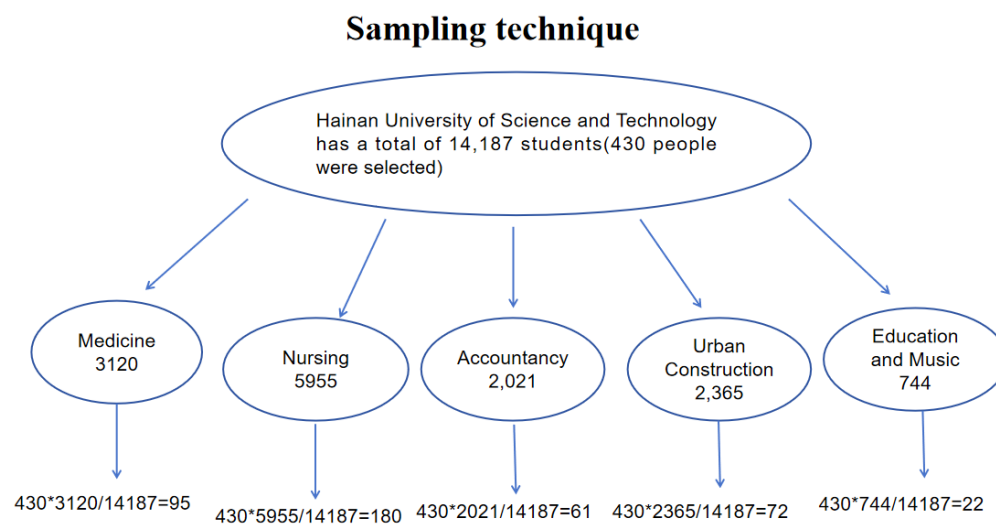 Sampling technique
Hainan University of Science and Technology
has a total of 14,187 students(430 people
were selected)
Medicine
3120
Nursing
5955
Accountancy
2,021
Urban
Construction
2,365
Education
and Music
744
430*3120/14187=95
430*5955/14187=180
430*2021/14187=61
430*2365/14187=72
430*744/14187=22